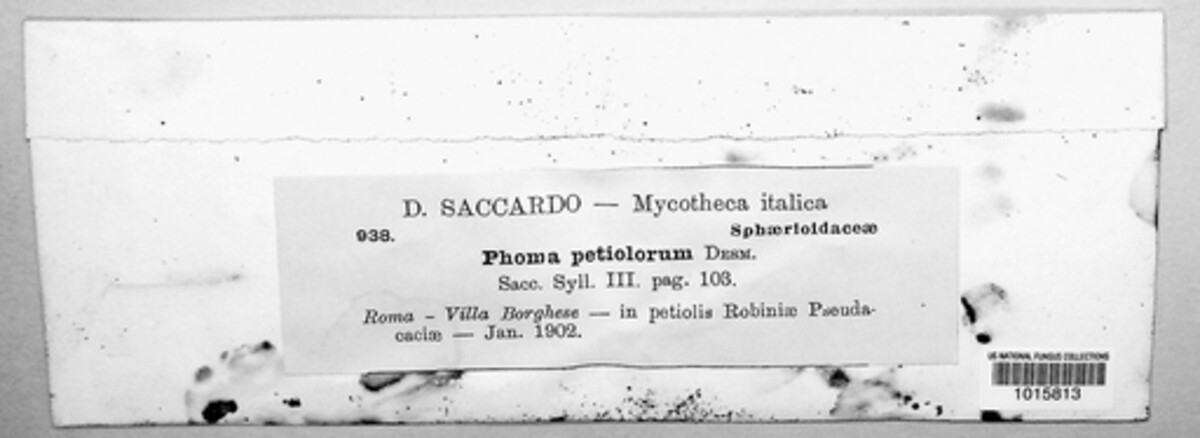 D. SACCARDO — Mycotheca italica
938.
Sphærioidaceæ
Phoma petiolorum Desm.
Sacc. Syll. III. pag. 103.
Roma - Villa Borghese — in petiolis Robiniæ Pseuda-
caciæ — Jan. 1902.
US NATIONAL FUNGUS COLLECTIONS
1015813